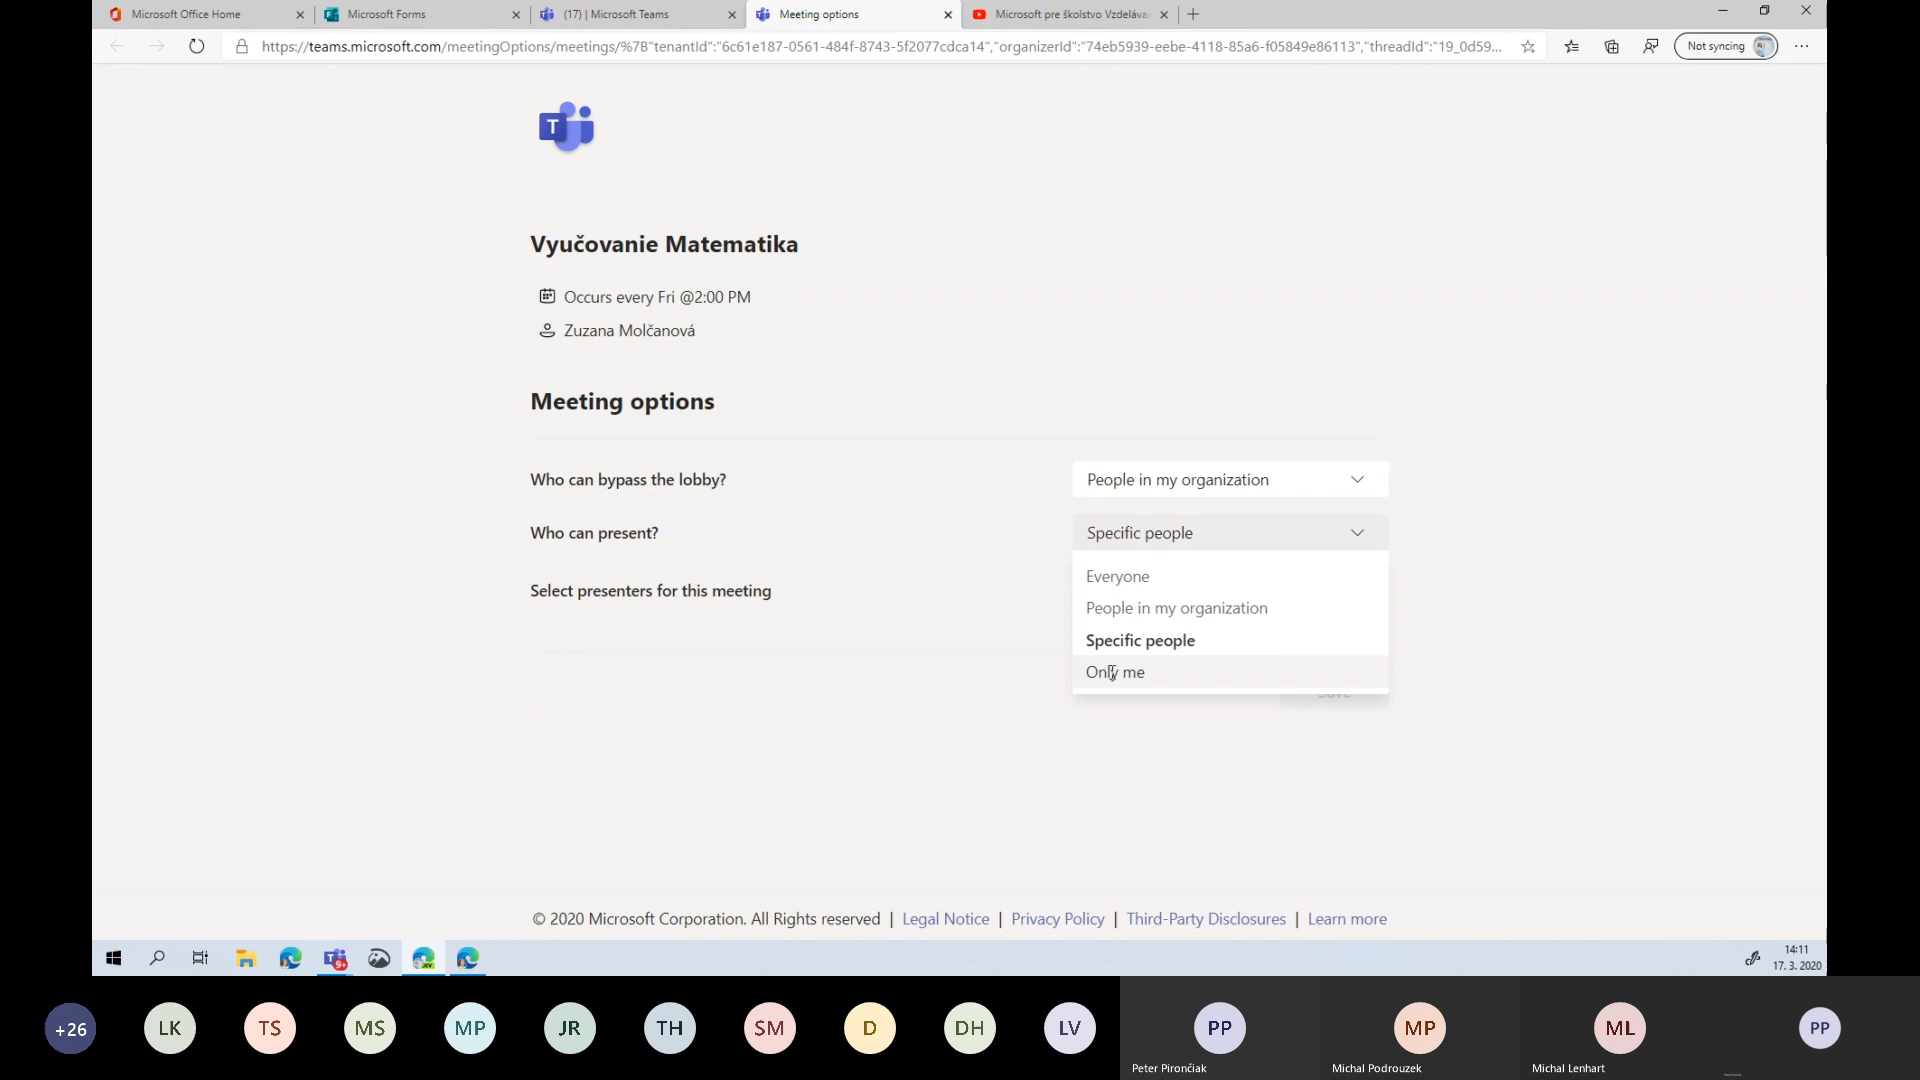 Microsoft Office Home
Microsoft Forms
(17) | Microsoft Teams
Meeting options
Microsoft pre školstvo Vzdeláva
https://teams.microsoft.com/meetingOptions/meetings/%7B"tenantId":"6c61e187-0561-484f-8743-5f2077cdca14","organizerId":"74eb5939-eebe-4118-85a6-f05849e86113","threadId":"19_0d59...
Not syncing
T
Vyučovanie Matematika
Occurs every Fri @2:00 PM
Zuzana Molčanová
Meeting options
Who can bypass the lobby?
People in my organization
Who can present?
Specific people
Everyone
People in my organization
Select presenters for this meeting
Specific people
Only me
Save
© 2020 Microsoft Corporation. All Rights reserved | Legal Notice | Privacy Policy | Third-Party Disclosures | Learn more
9+
14:11
17. 3. 2020
+26
LK
TS
MS
MP
JR
TH
SM
D
DH
LV
PP
MP
ML
PP
Peter Pirončiak
Michal Podrouzek
Michal Lenhart